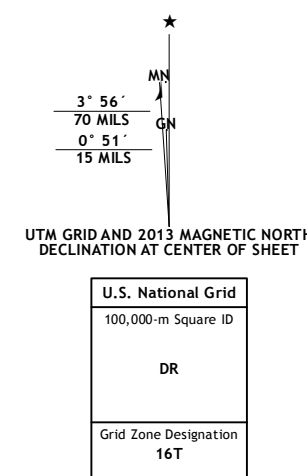 ★
MN
3° 56´
70 MILS
GN
0° 51´
15 MILS
UTM GRID AND 2013 MAGNETIC NORTH
DECLINATION AT CENTER OF SHEET
U.S. National Grid
100,000-m Square ID
DR
Grid Zone Designation
16T